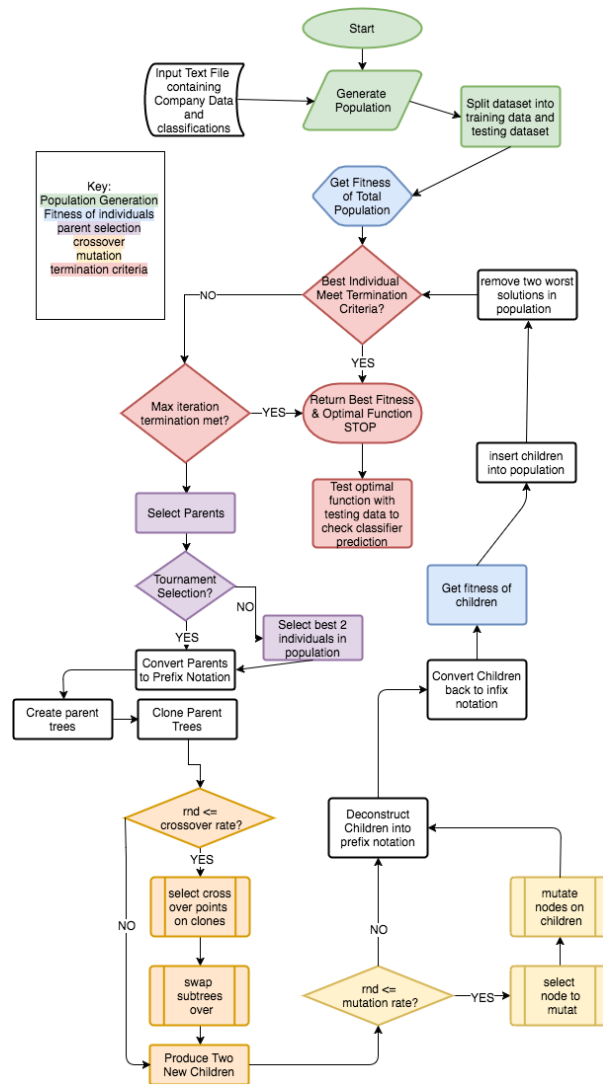 Start
Input Text File
containing
Company Data
and
classifications
Generate
Population
Split dataset into
training data and
testing dataset
Key:
Population Generation
Fitness of individuals
parent selection
crossover
mutation
termination criteria
Get Fitness
of Total
Population
Best Individual
Meet Termination
Criteria?
NO
YES
remove two worst
solutions in
population
Max iteration
termination met?
YES
Return Best Fitness
& Optimal Function
STOP
insert children
into population
Test optimal
function with
testing data to
check classifier
prediction
Select Parents
Tournament
Selection?
NO
YES
Select best 2
individuals in
population
Get fitness of
children
Convert Parents
to Prefix Notation
Convert Children
back to infix
notation
Create parent
trees
Clone Parent
Trees
rnd <=
crossover rate?
YES
NO
Deconstruct
Children into
prefix notation
select cross
over points
on clones
mutate
nodes on
children
swap
subtrees
over
NO
rnd <=
mutation rate?
YES
select
node to
mutat
Produce Two
New Children